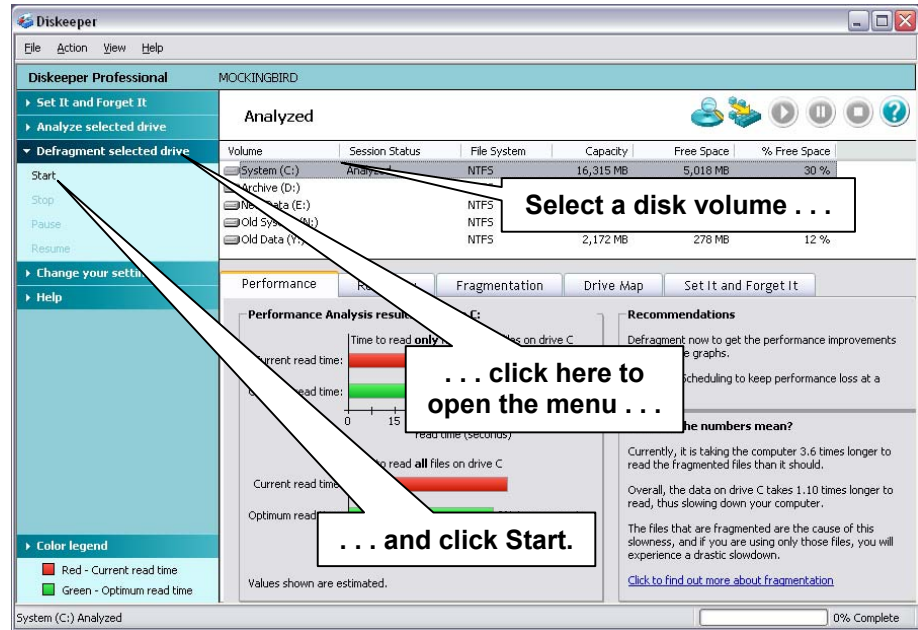 Diskeeper
File Action View Help
Diskeeper Professional MOCKINGBIRD
Set It and Forget It
Analyze selected drive
Defragment selected drive
Start
Stop
Pause
Resume
Change your
Help
Color legend
Red - Current read time
Green - Optimum read time
Analyzed
Volume Session Status File System Capacity Free Space % Free Space
System (C:) Analyzed NTFS 16,315 MB 5,018 MB 30 %
Archive (D:) NTFS
(E:) NTFS
Old (N:) NTFS
Old Data (Y:) NTFS 2,172 MB 278 MB 12 %
Select a disk volume . . .
Performance Fragmentation Drive Map Set It and Forget It
Performance Analysis C:
Time to read only on drive C
Current read time:
read time:
0 15
read time (seconds)
read all files on drive C
Current read time
Optimum read
Values shown are estimated.
. . . click here to
open the menu . . .
. . . and click Start.
Recommendations
Defragment now to get the performance improvements
graphs.
Scheduling to keep performance loss at a
numbers mean?
Currently, it is taking the computer 3.6 times longer to
read the fragmented files than it should.
Overall, the data on drive C takes 1.10 times longer to
read, thus slowing down your computer.
The files that are fragmented are the cause of this
slowness, and if you are using only those files, you will
experience a drastic slowdown.
Click to find out more about fragmentation
System (C:) Analyzed 0% Complete